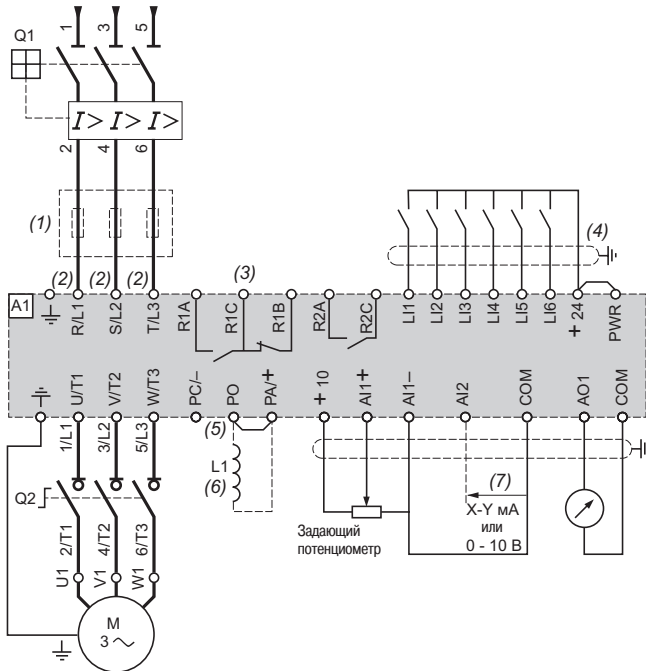 1 3 5
Q1
I> I> I>
2 4 6
(1)
(2) (2) (2) (3) (4)
A1 R/L1 S/L2 T/L3 R1A R1C R1B R2A R2C LI1 LI2 LI3 LI4 LI5 LI6 + 24 PWR
U/T1 V/T2 W/T3 PC/– PO PA/+ + 10 AI1+ AI1– AI2 COM AO1 COM
1/L1 3/L2 5/L3
(5)
L1
(6)
(7)
Q2
2/T1 4/T2 6/T3
X-Y мА
или
0 - 10 В
Задающий
потенциометр
U1 V1 W1
M
3 ~